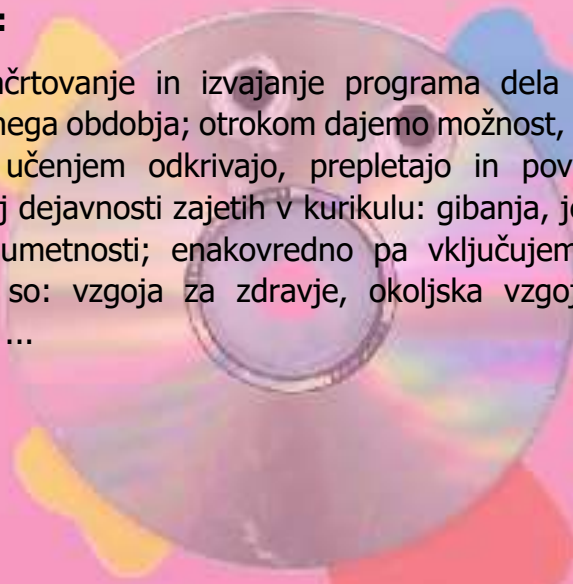 :
črtovanje in izvajanje programa dela
nega obdobja; otrokom dajemo možnost,
učenjem odkrivajo, prepletajo in pov
j dejavnosti zajetih v kurikulu: gibanja, je
umetnosti; enakovredno pa vključujem
so: vzgoja za zdravje, okoljska vzgoj
...